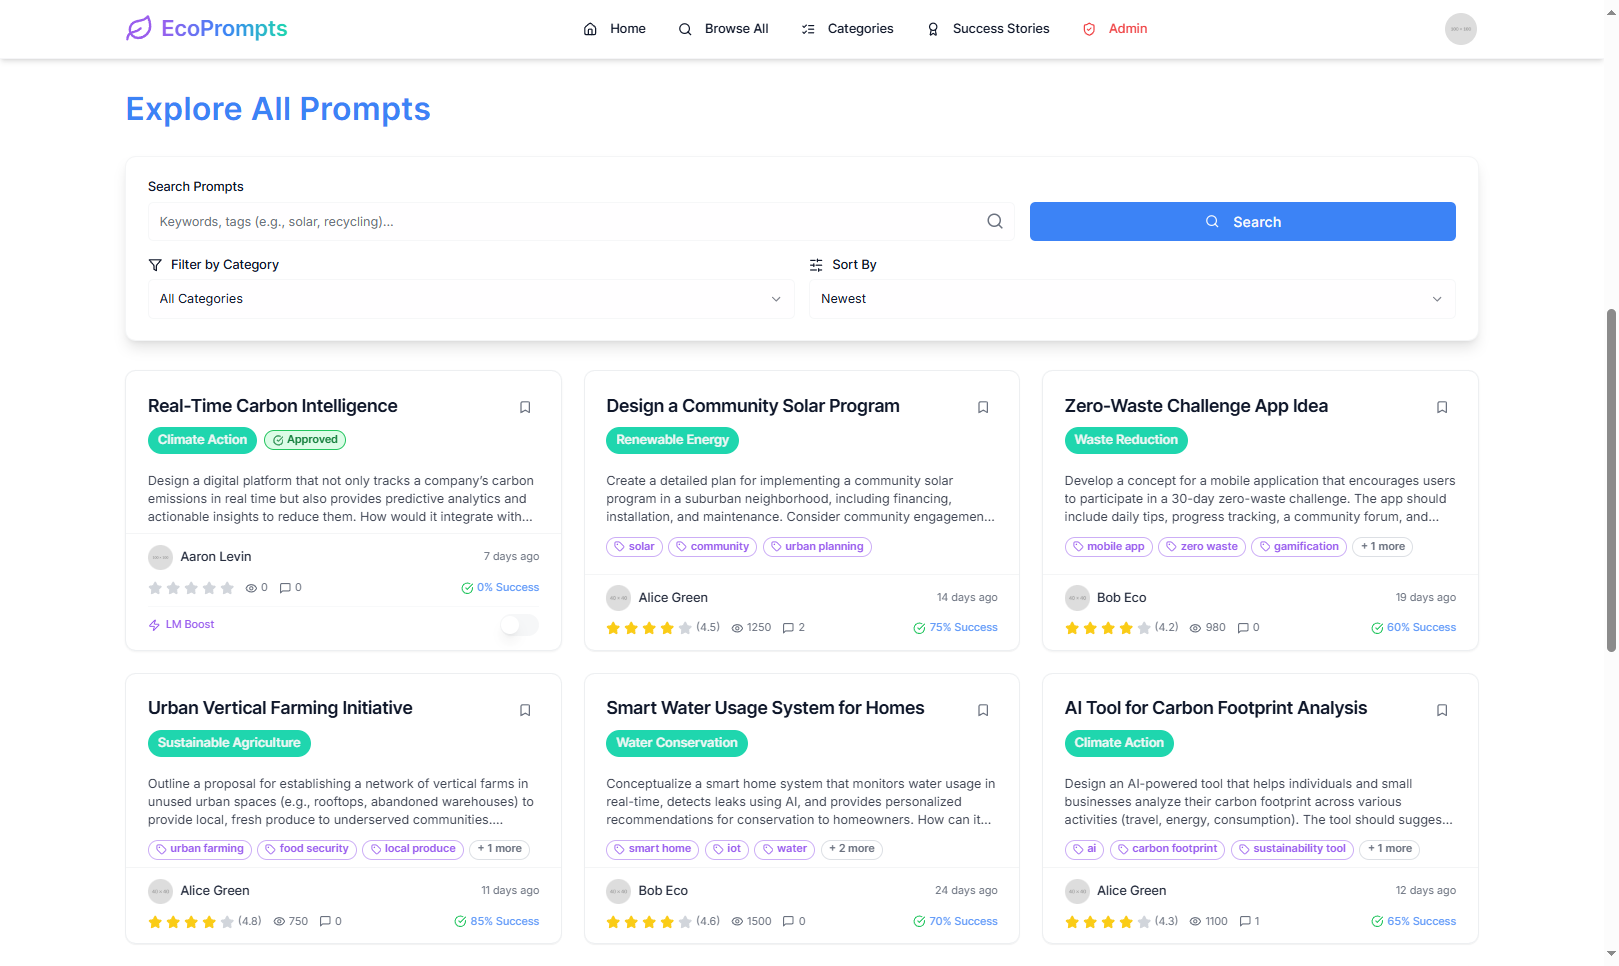 EcoPrompts
Home
Browse All
Categories
Success Stories
Admin
Explore All Prompts
Search Prompts
Keywords, tags (e.g., solar, recycling)...
Search
Filter by Category
Sort By
All Categories
Newest
Real-Time Carbon Intelligence
Climate Action
Approved
Design a digital platform that not only tracks a company's carbon
emissions in real time but also provides predictive analytics and
actionable insights to reduce them. How would it integrate with...
Aaron Levin
7 days ago
0
0
0% Success
LM Boost
Design a Community Solar Program
Renewable Energy
Create a detailed plan for implementing a community solar
program in a suburban neighborhood, including financing,
installation, and maintenance. Consider community engagemen...
solar
community
urban planning
Alice Green
14 days ago
(4.5)
1250
2
75% Success
Zero-Waste Challenge App Idea
Waste Reduction
Develop a concept for a mobile application that encourages users
to participate in a 30-day zero-waste challenge. The app should
include daily tips, progress tracking, a community forum, and...
mobile app
zero waste
gamification
+ 1 more
Bob Eco
19 days ago
(4.2)
980
0
60% Success
Urban Vertical Farming Initiative
Sustainable Agriculture
Outline a proposal for establishing a network of vertical farms in
unused urban spaces (e.g., rooftops, abandoned warehouses) to
provide local, fresh produce to underserved communities....
urban farming
food security
local produce
+ 1 more
Alice Green
11 days ago
(4.8)
750
0
85% Success
Smart Water Usage System for Homes
Water Conservation
Conceptualize a smart home system that monitors water usage in
real-time, detects leaks using AI, and provides personalized
recommendations for conservation to homeowners. How can it...
smart home
iot
water
+ 2 more
Bob Eco
24 days ago
(4.6)
1500
0
70% Success
AI Tool for Carbon Footprint Analysis
Climate Action
Design an AI-powered tool that helps individuals and small
businesses analyze their carbon footprint across various
activities (travel, energy, consumption). The tool should sugges...
ai
carbon footprint
sustainability tool
+ 1 more
Alice Green
12 days ago
(4.3)
1100
1
65% Success